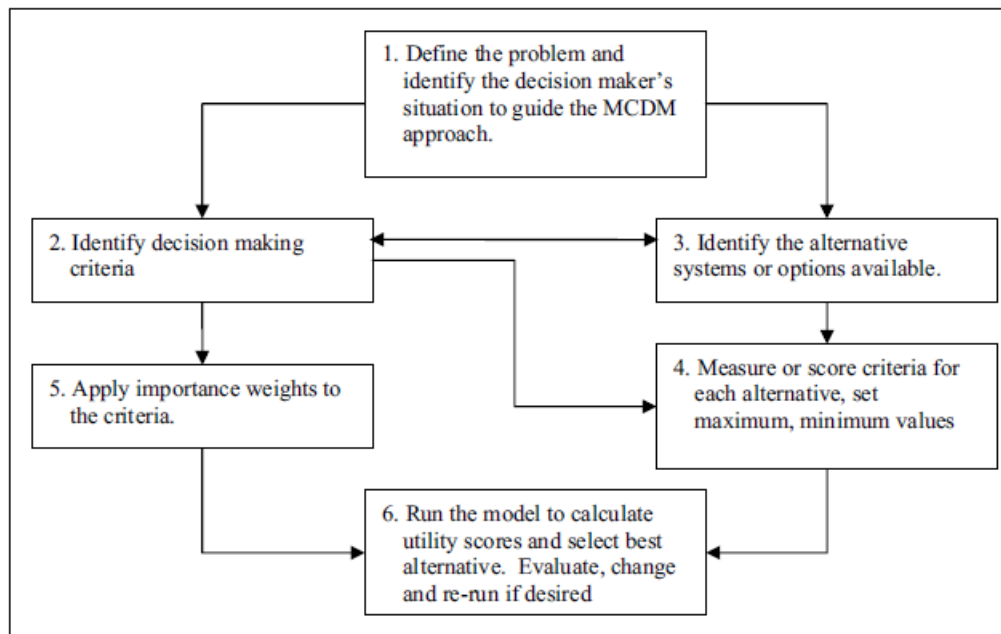 1. Define the problem and
identify the decision maker's
situation to guide the MCDM
approach.
2. Identify decision making
criteria
3. Identify the alternative
systems or options available.
5. Apply importance weights to
the criteria.
4. Measure or score criteria for
each alternative, set
maximum, minimum values
6. Run the model to calculate
utility scores and select best
alternative. Evaluate, change
and re-run if desired